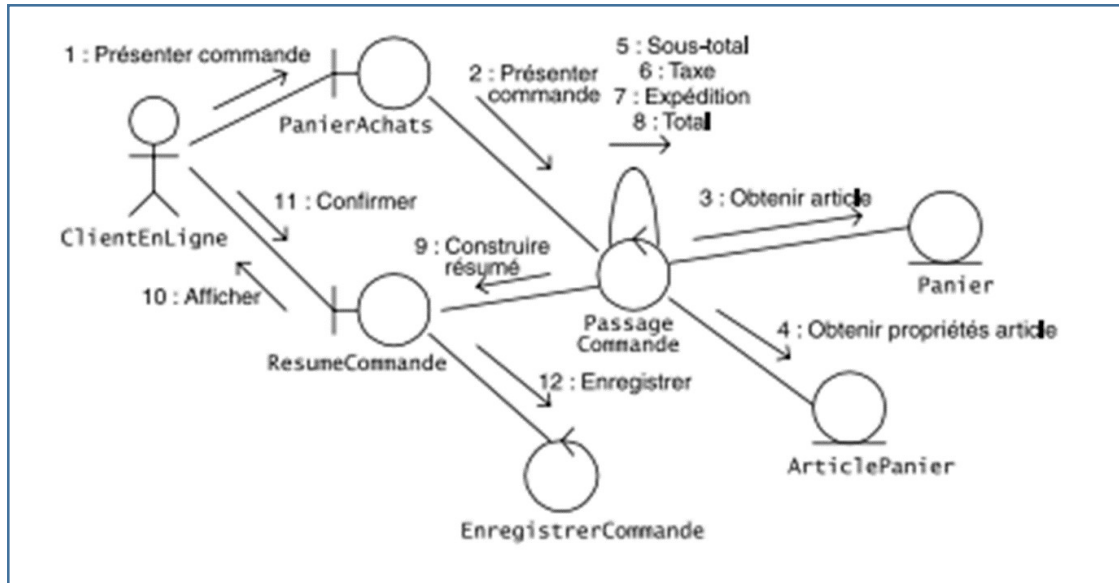 1 : Présenter commande
PanierAchats
2 : Présenter
commande
5 : Sous-total
6 : Taxe
7 : Expédition
8 : Total
ClientEnLigne
11 : Confirmer
10 : Afficher
9 : Construire
résumé
3 : Obtenir article
Panier
ResumeCommande
Passage
Commande
4 : Obtenir propriétés article
12 : Enregistrer
ArticlePanier
EnregistrerCommande